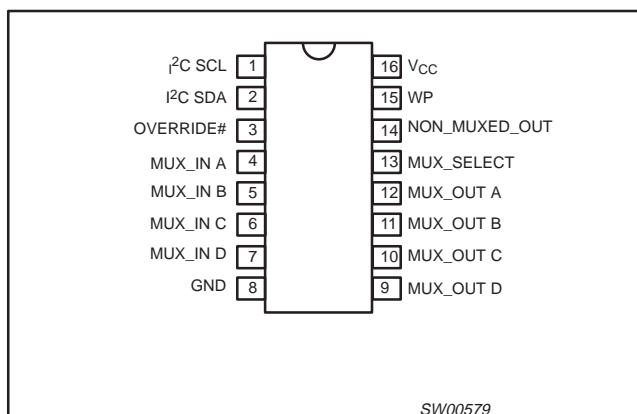 I²C SCL 1 16 VCC
I²C SDA 2 15 WP
OVERRIDE# 3 14 NON_MUXED_OUT
MUX_IN A 4 13 MUX_SELECT
MUX_IN B 5 12 MUX_OUT A
MUX_IN C 6 11 MUX_OUT B
MUX_IN D 7 10 MUX_OUT C
GND 8 9 MUX_OUT D
SW00579